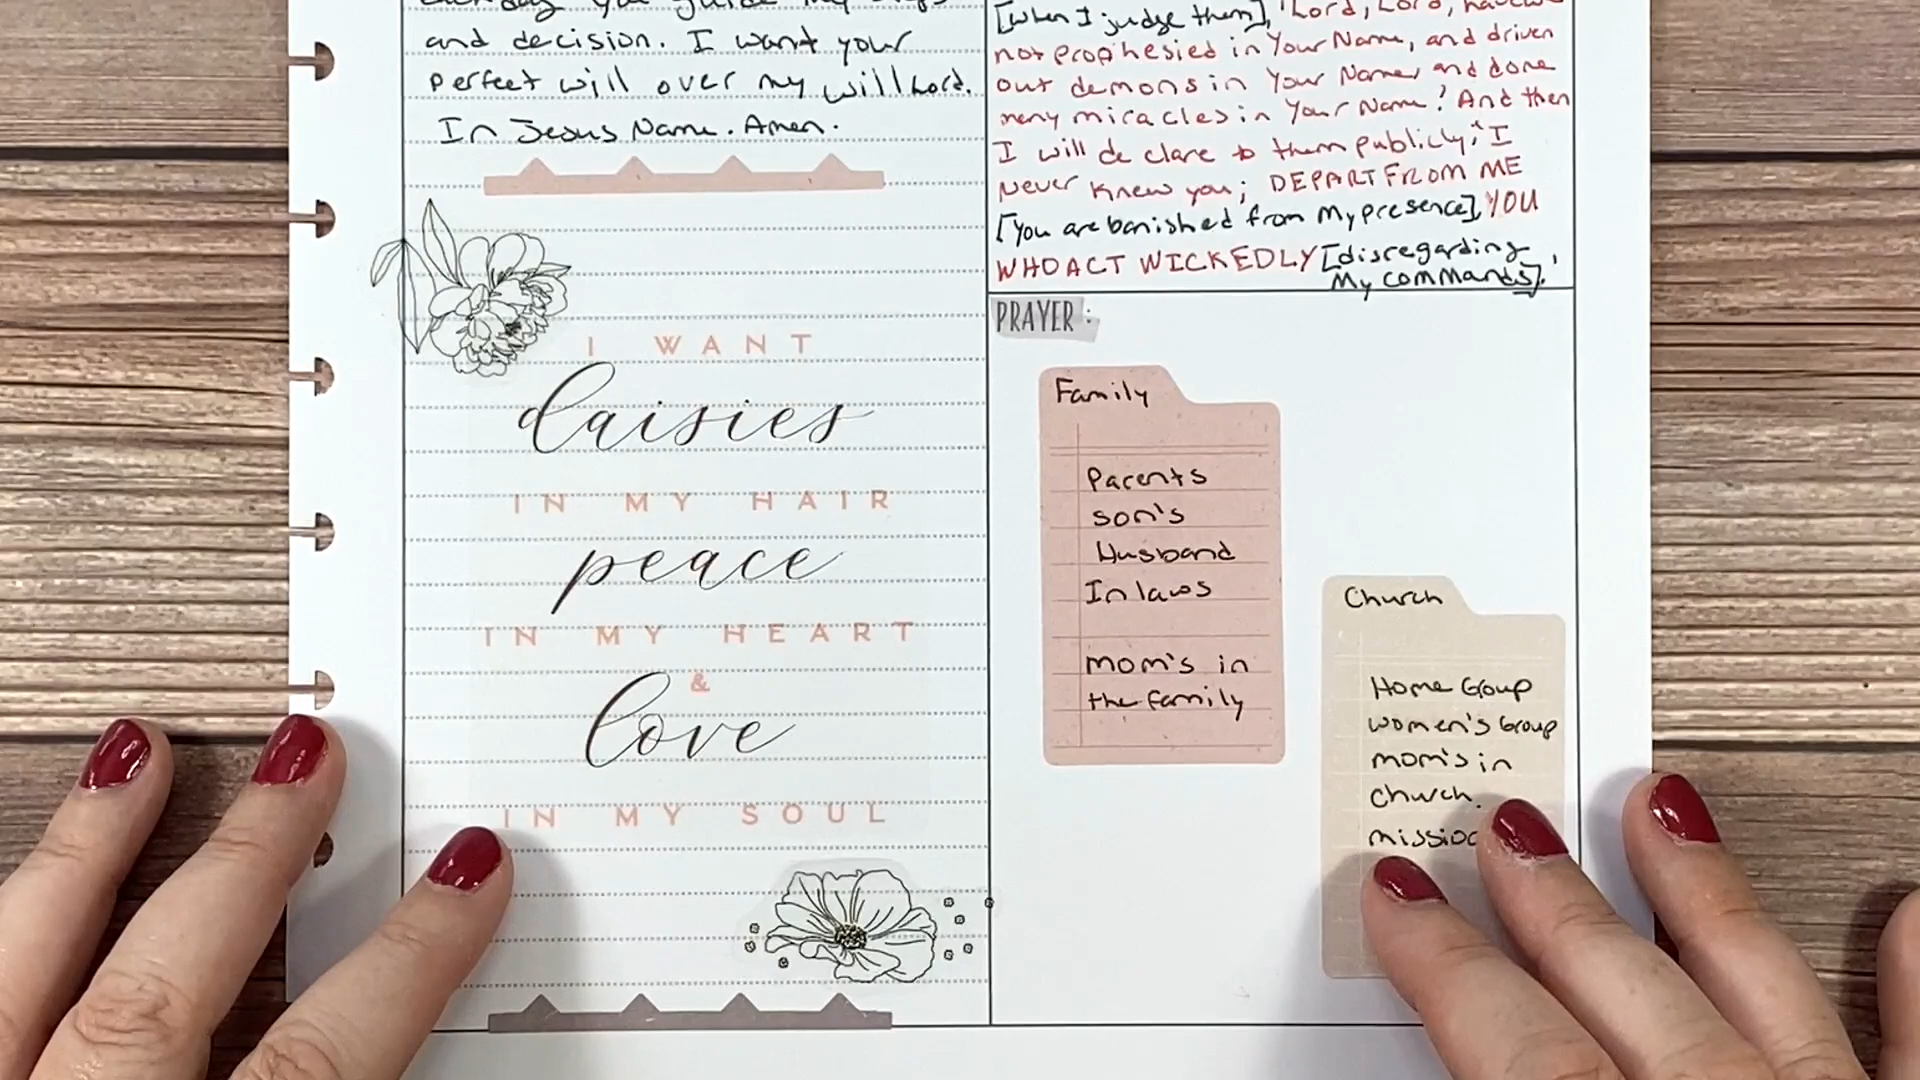 you guide my steps
and decision. I want your
perfect will over my will Lord.
In Jesus Name. Amen.
I WANT
daisies
IN MY HAIR
peace
IN MY HEART
&
love
IN MY SOUL
[when I judge them], 'Lord, Lord, have we
not prophesied in Your Name, and driven
out demons in Your Name, and done
meny miracles in Your Name? And then
I will declare to them publicly, "I
never knew you; DEPART FROM ME
[you are banished from My presence], YOU
WHO ACT WICKEDLY [disregarding
My commands].'
PRAYER:
Family
Parents
son's
Husband
In laws
mom's in
the family
Church
Home Group
women's Group
mom's in
church.